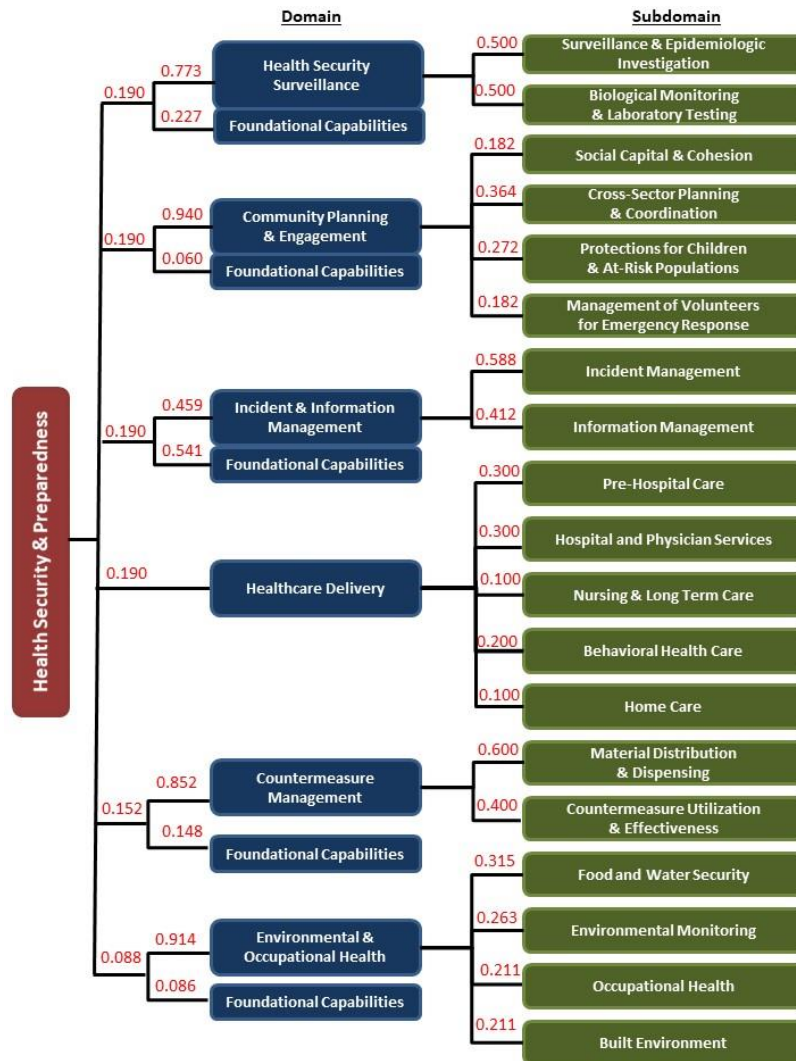 Domain
Subdomain
0.190
0.773
Health Security
Surveillance
0.227
Foundational Capabilities
0.500
Surveillance & Epidemiologic
Investigation
0.500
Biological Monitoring
& Laboratory Testing
0.190
0.940
Community Planning
& Engagement
0.060
Foundational Capabilities
0.182
Social Capital & Cohesion
0.364
Cross-Sector Planning
& Coordination
0.272
Protections for Children
& At-Risk Populations
0.182
Management of Volunteers
for Emergency Response
Health Security & Preparedness
0.190
0.459
Incident & Information
Management
0.541
Foundational Capabilities
0.588
Incident Management
0.412
Information Management
0.190
Healthcare Delivery
0.300
Pre-Hospital Care
0.300
Hospital and Physician Services
0.100
Nursing & Long Term Care
0.200
Behavioral Health Care
0.100
Home Care
0.152
0.852
Countermeasure
Management
0.148
Foundational Capabilities
0.600
Material Distribution
& Dispensing
0.400
Countermeasure Utilization
& Effectiveness
0.088
0.914
Environmental &
Occupational Health
0.086
Foundational Capabilities
0.315
Food and Water Security
0.263
Environmental Monitoring
0.211
Occupational Health
0.211
Built Environment